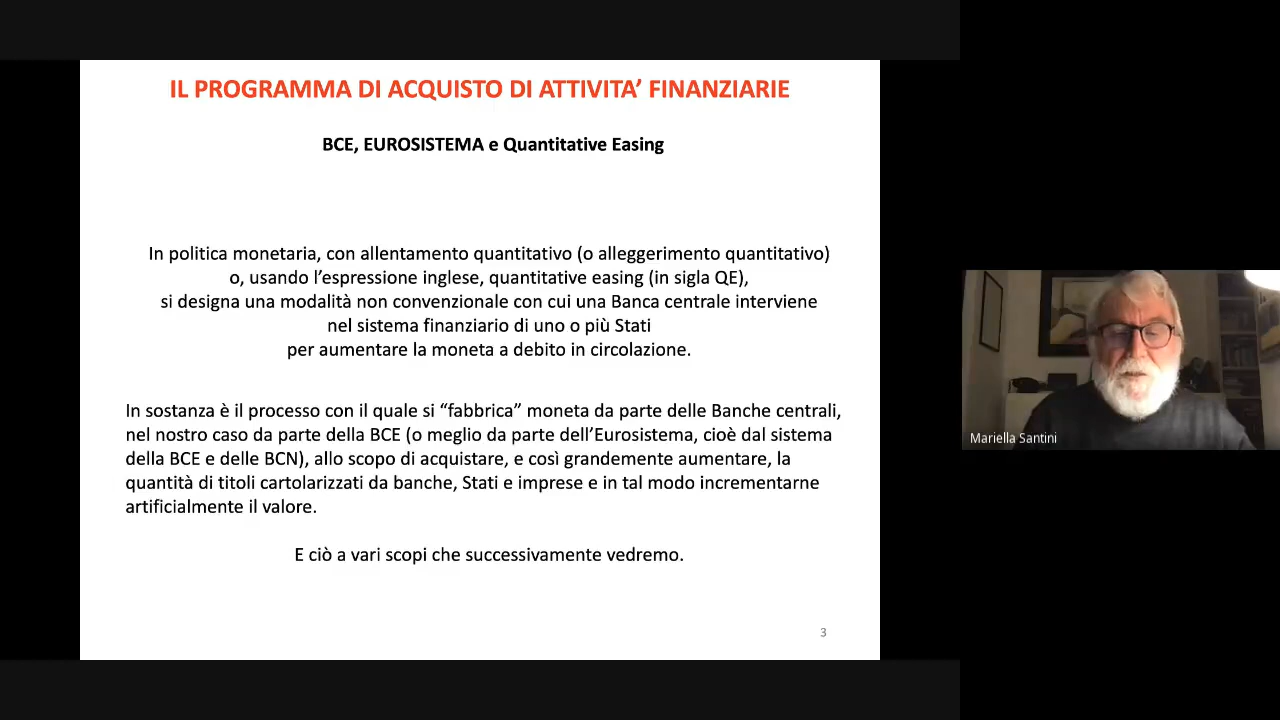 IL PROGRAMMA DI ACQUISTO DI ATTIVITA’ FINANZIARIE
BCE, EUROSISTEMA e Quantitative Easing
In politica monetaria, con allentamento quantitativo (o alleggerimento quantitativo)
o, usando l’espressione inglese, quantitative easing (in sigla QE),
si designa una modalità non convenzionale con cui una Banca centrale interviene
nel sistema finanziario di uno o più Stati
per aumentare la moneta a debito in circolazione.
In sostanza è il processo con il quale si “fabbrica” moneta da parte delle Banche centrali,
nel nostro caso da parte della BCE (o meglio da parte dell’Eurosistema, cioè dal sistema
della BCE e delle BCN), allo scopo di acquistare, e così grandemente aumentare, la
quantità di titoli cartolarizzati da banche, Stati e imprese e in tal modo incrementarne
artificialmente il valore.
E ciò a vari scopi che successivamente vedremo.
3
Mariella Santini